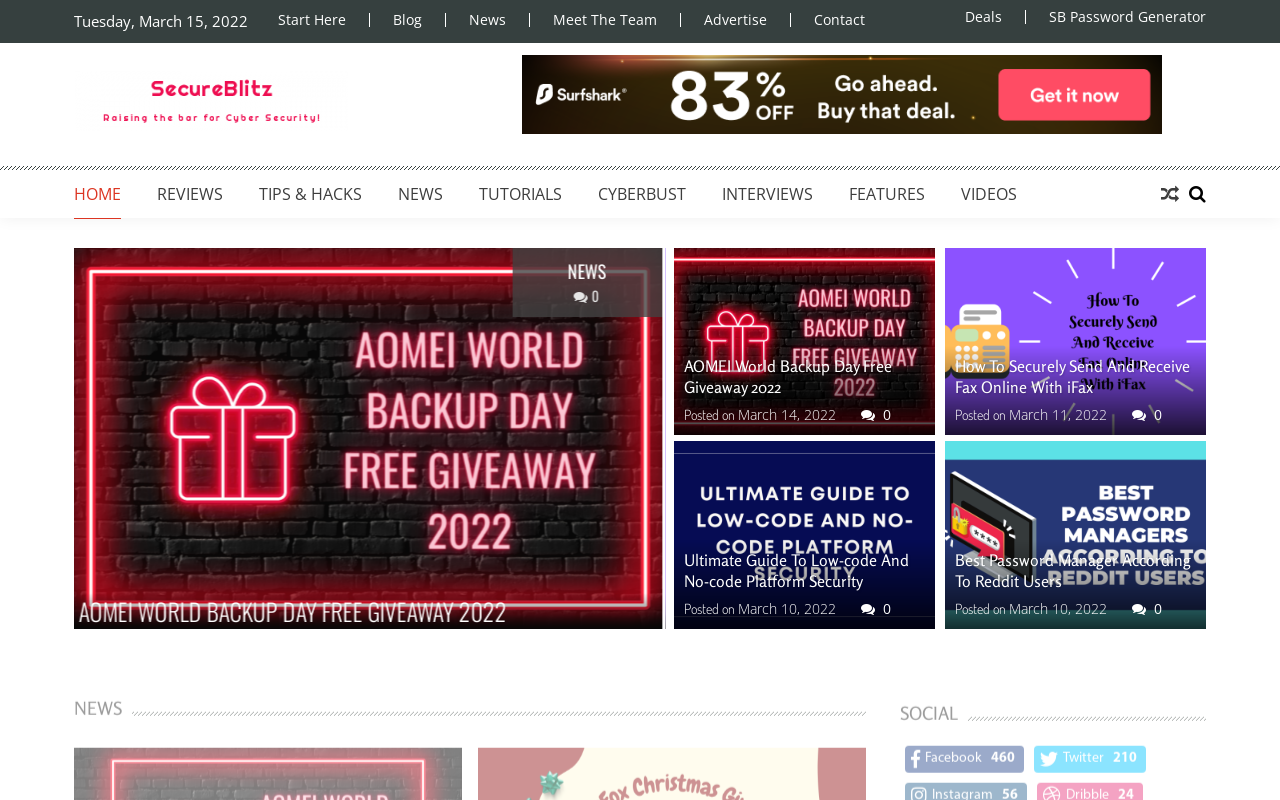 Tuesday, March 15, 2022
Start Here
Blog
News
Meet The Team
Advertise
Contact
Deals
SB Password Generator
SecureBlitz
Raising the bar for Cyber Security!
Surfshark®
83% OFF
Go ahead.
Buy that deal.
Get it now
HOME
REVIEWS
TIPS & HACKS
NEWS
TUTORIALS
CYBERBUST
INTERVIEWS
FEATURES
VIDEOS
NEWS
0
AOMEI WORLD
BACKUP DAY
FREE GIVEAWAY
2022
AOMEI WORLD BACKUP DAY FREE GIVEAWAY 2022
AOMEI WORLD
BACKUP DAY
FREE GIVEAWAY
2022
AOMEI World Backup Day Free
Giveaway 2022
Posted on March 14, 2022
0
How To
Securely Send
And Receive
Fax Online
With iFax
How To Securely Send And Receive
Fax Online With iFax
Posted on March 11, 2022
0
ULTIMATE GUIDE TO
LOW-CODE AND NO-
CODE PLATFORM
SECURITY
Ultimate Guide To Low-code And
No-code Platform Security
Posted on March 10, 2022
0
BEST
PASSWORD
MANAGERS
ACCORDING TO
REDDIT USERS
Best Password Manager According
To Reddit Users
Posted on March 10, 2022
0
NEWS
SOCIAL
Facebook 460
Twitter 210
Instagram 56
Dribble 24
AOMEI WORLD
Fox Christmas